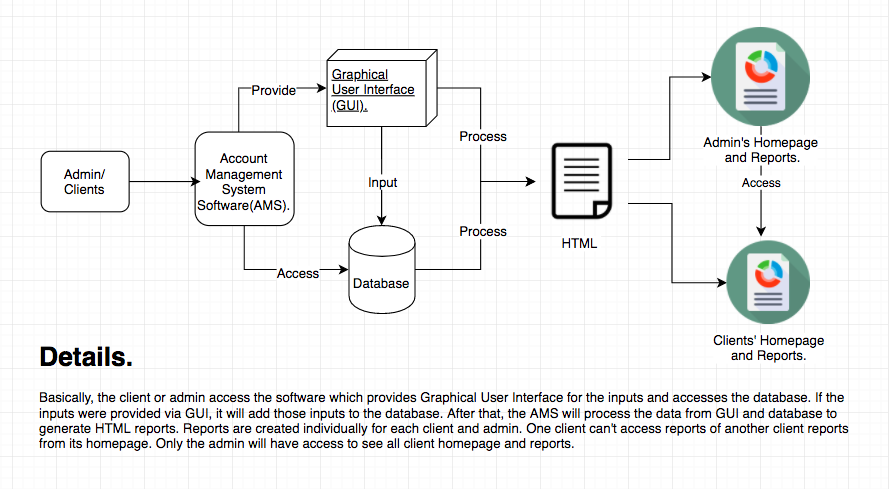 Graphical
User Interface
(GUI).
Provide
Process
Admin's Homepage
and Reports.
Account
Management
System
Software(AMS).
Admin/
Clients
Input
Access
Process
HTML
Access
Database
Clients' Homepage
and Reports.
Details.
Basically, the client or admin access the software which provides Graphical User Interface for the inputs and accesses the database. If the
inputs were provided via GUI, it will add those inputs to the database. After that, the AMS will process the data from GUI and database to
generate HTML reports. Reports are created individually for each client and admin. One client can't access reports of another client reports
from its homepage. Only the admin will have access to see all client homepage and reports.